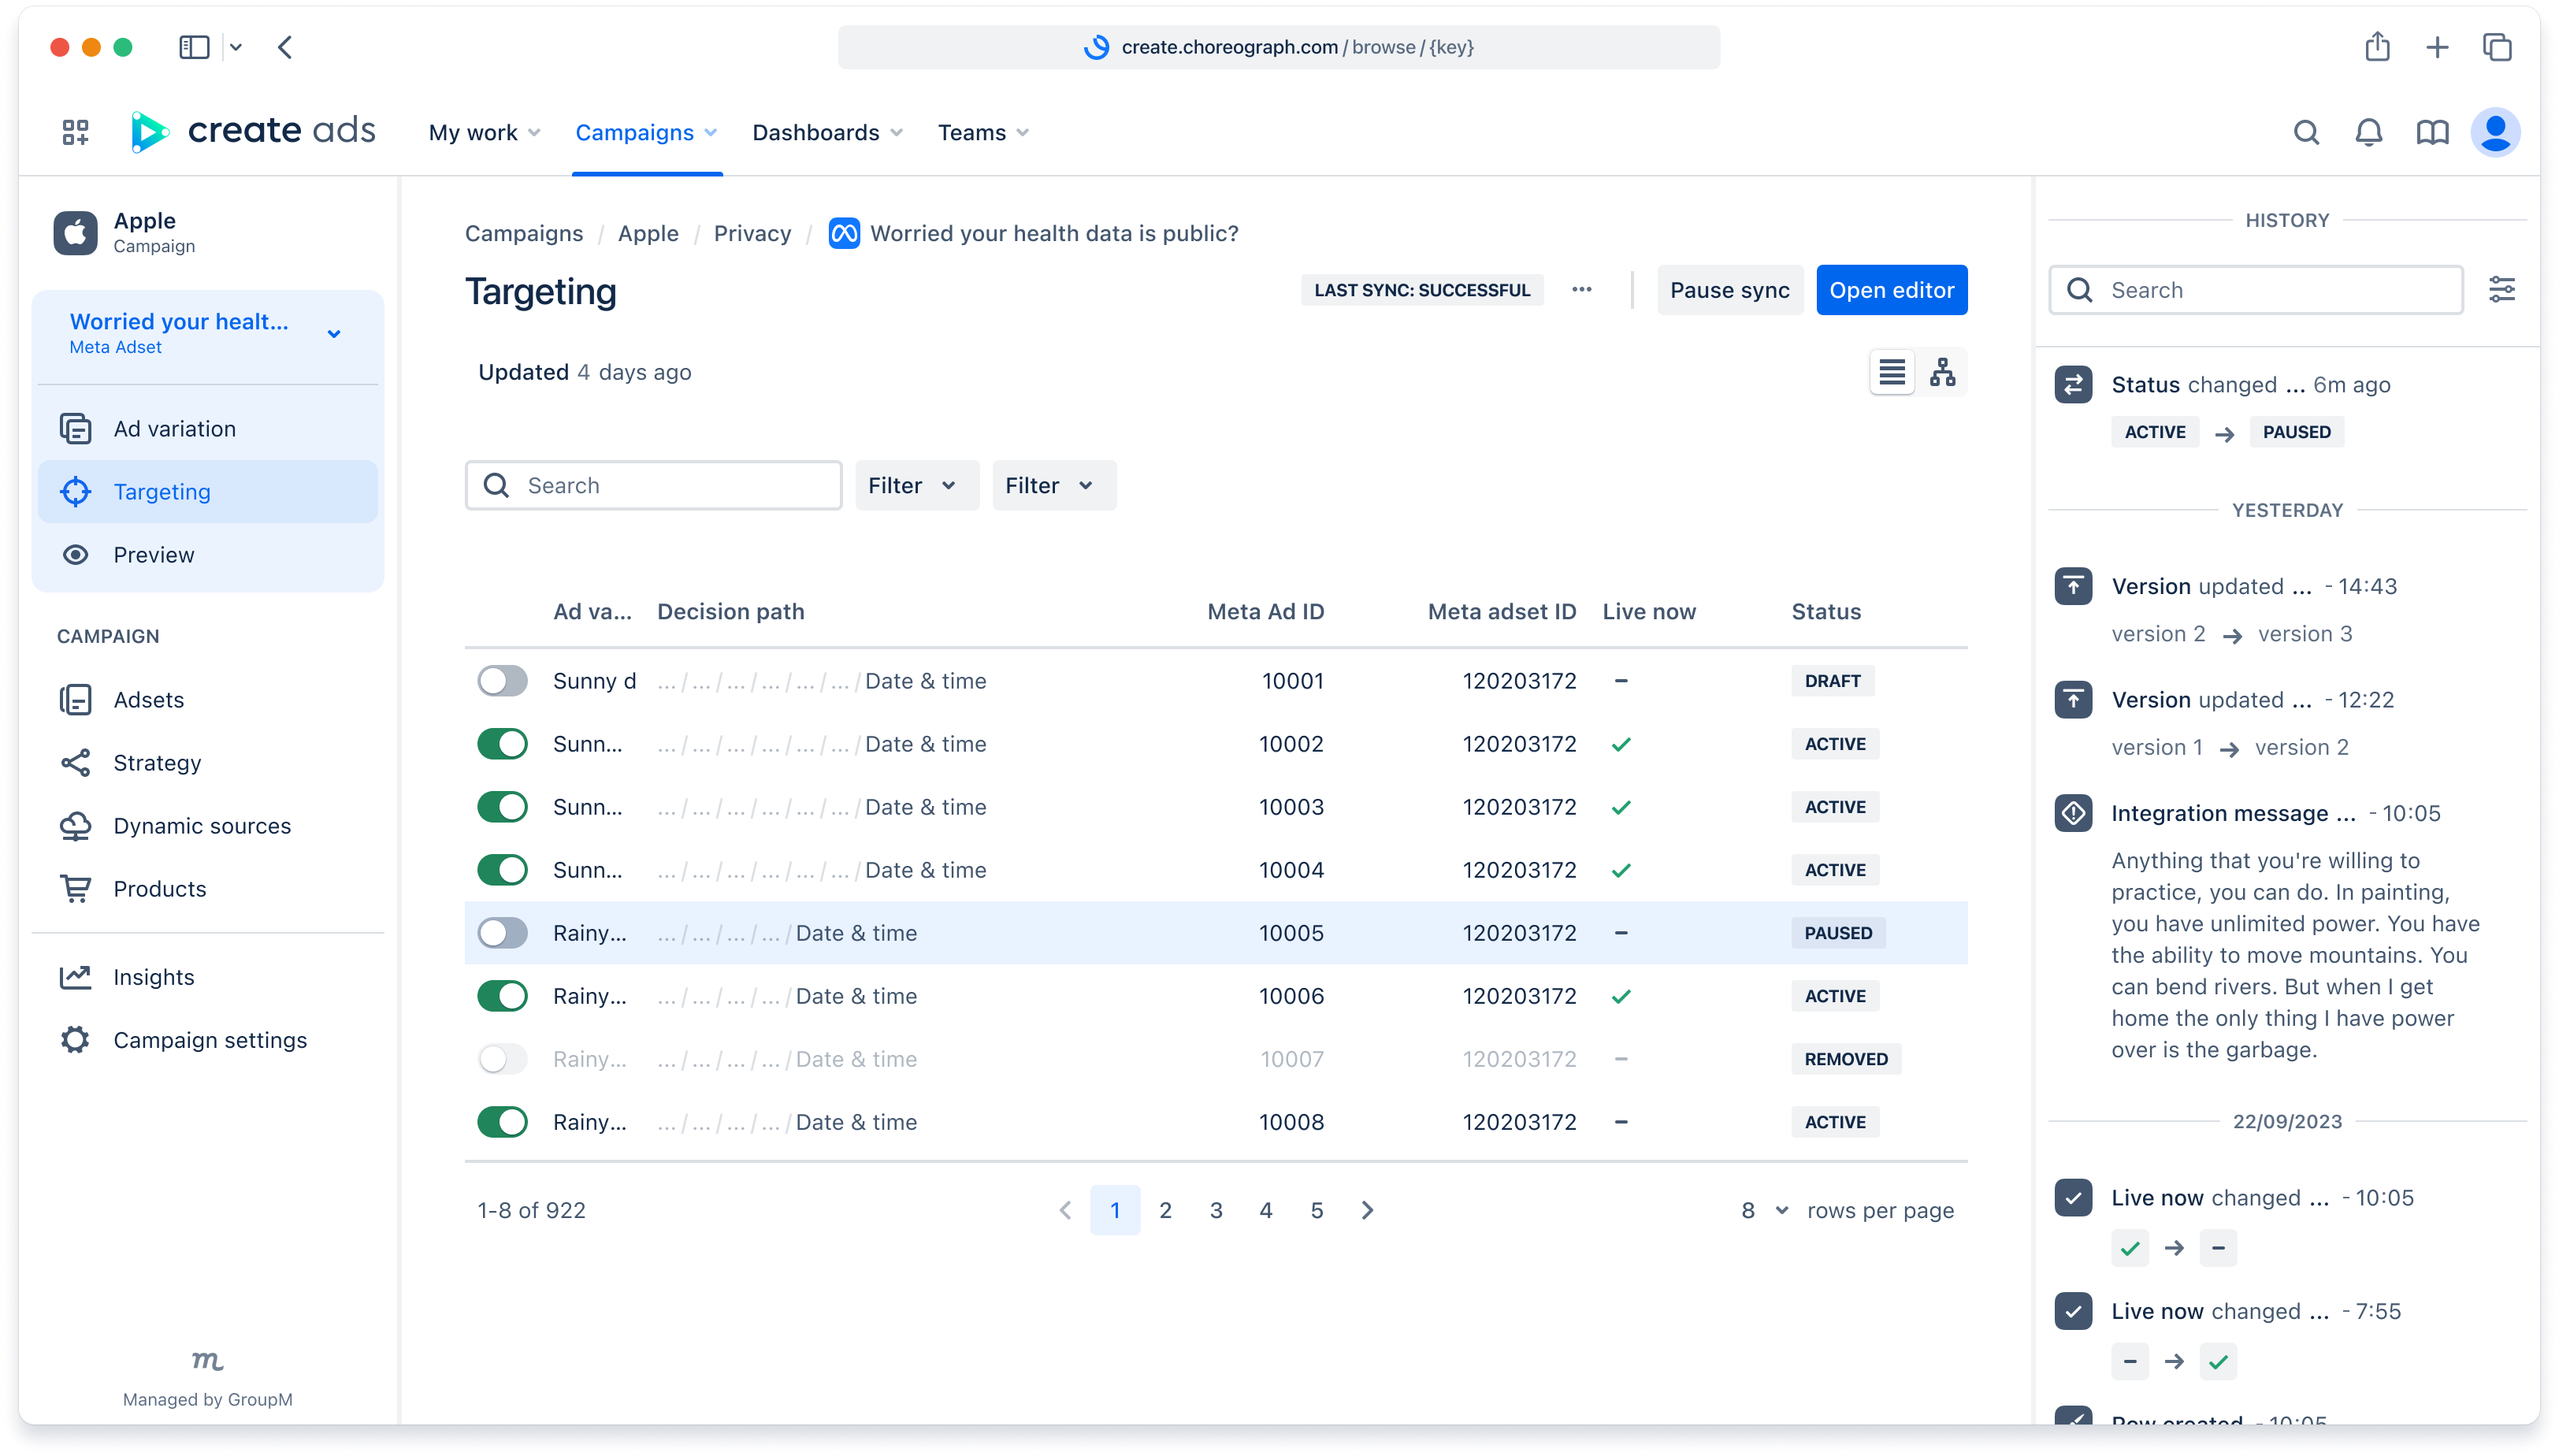 create.choreograph.com / browse / {key}
create ads
My work
Campaigns
Dashboards
Teams
Apple
Campaign
Worried your healt...
Meta Adset
Ad variation
Targeting
Preview
CAMPAIGN
Adsets
Strategy
Dynamic sources
Products
Insights
Campaign settings
m
Managed by GroupM
Campaigns / Apple / Privacy / Worried your health data is public?
Targeting
LAST SYNC: SUCCESSFUL
Pause sync
Open editor
Updated 4 days ago
Search
Filter
Filter
Ad va... Decision path Meta Ad ID Meta adset ID Live now Status
Sunny d ... / ... / ... / ... / ... / ... / Date & time 10001 120203172 – DRAFT
Sunn... ... / ... / ... / ... / ... / ... / Date & time 10002 120203172 ACTIVE
Sunn... ... / ... / ... / ... / ... / ... / Date & time 10003 120203172 ACTIVE
Sunn... ... / ... / ... / ... / ... / ... / Date & time 10004 120203172 ACTIVE
Rainy... ... / ... / ... / ... / Date & time 10005 120203172 – PAUSED
Rainy... ... / ... / ... / ... / Date & time 10006 120203172 ACTIVE
Rainy... ... / ... / ... / ... / Date & time 10007 120203172 – REMOVED
Rainy... ... / ... / ... / ... / Date & time 10008 120203172 – ACTIVE
1-8 of 922
1 2 3 4 5
8 rows per page
HISTORY
Search
Status changed ... 6m ago
ACTIVE → PAUSED
YESTERDAY
Version updated ... - 14:43
version 2 → version 3
Version updated ... - 12:22
version 1 → version 2
Integration message ... - 10:05
Anything that you're willing to
practice, you can do. In painting,
you have unlimited power. You have
the ability to move mountains. You
can bend rivers. But when I get
home the only thing I have power
over is the garbage.
22/09/2023
Live now changed ... - 10:05
Live now changed ... - 7:55
Row created - 10:05